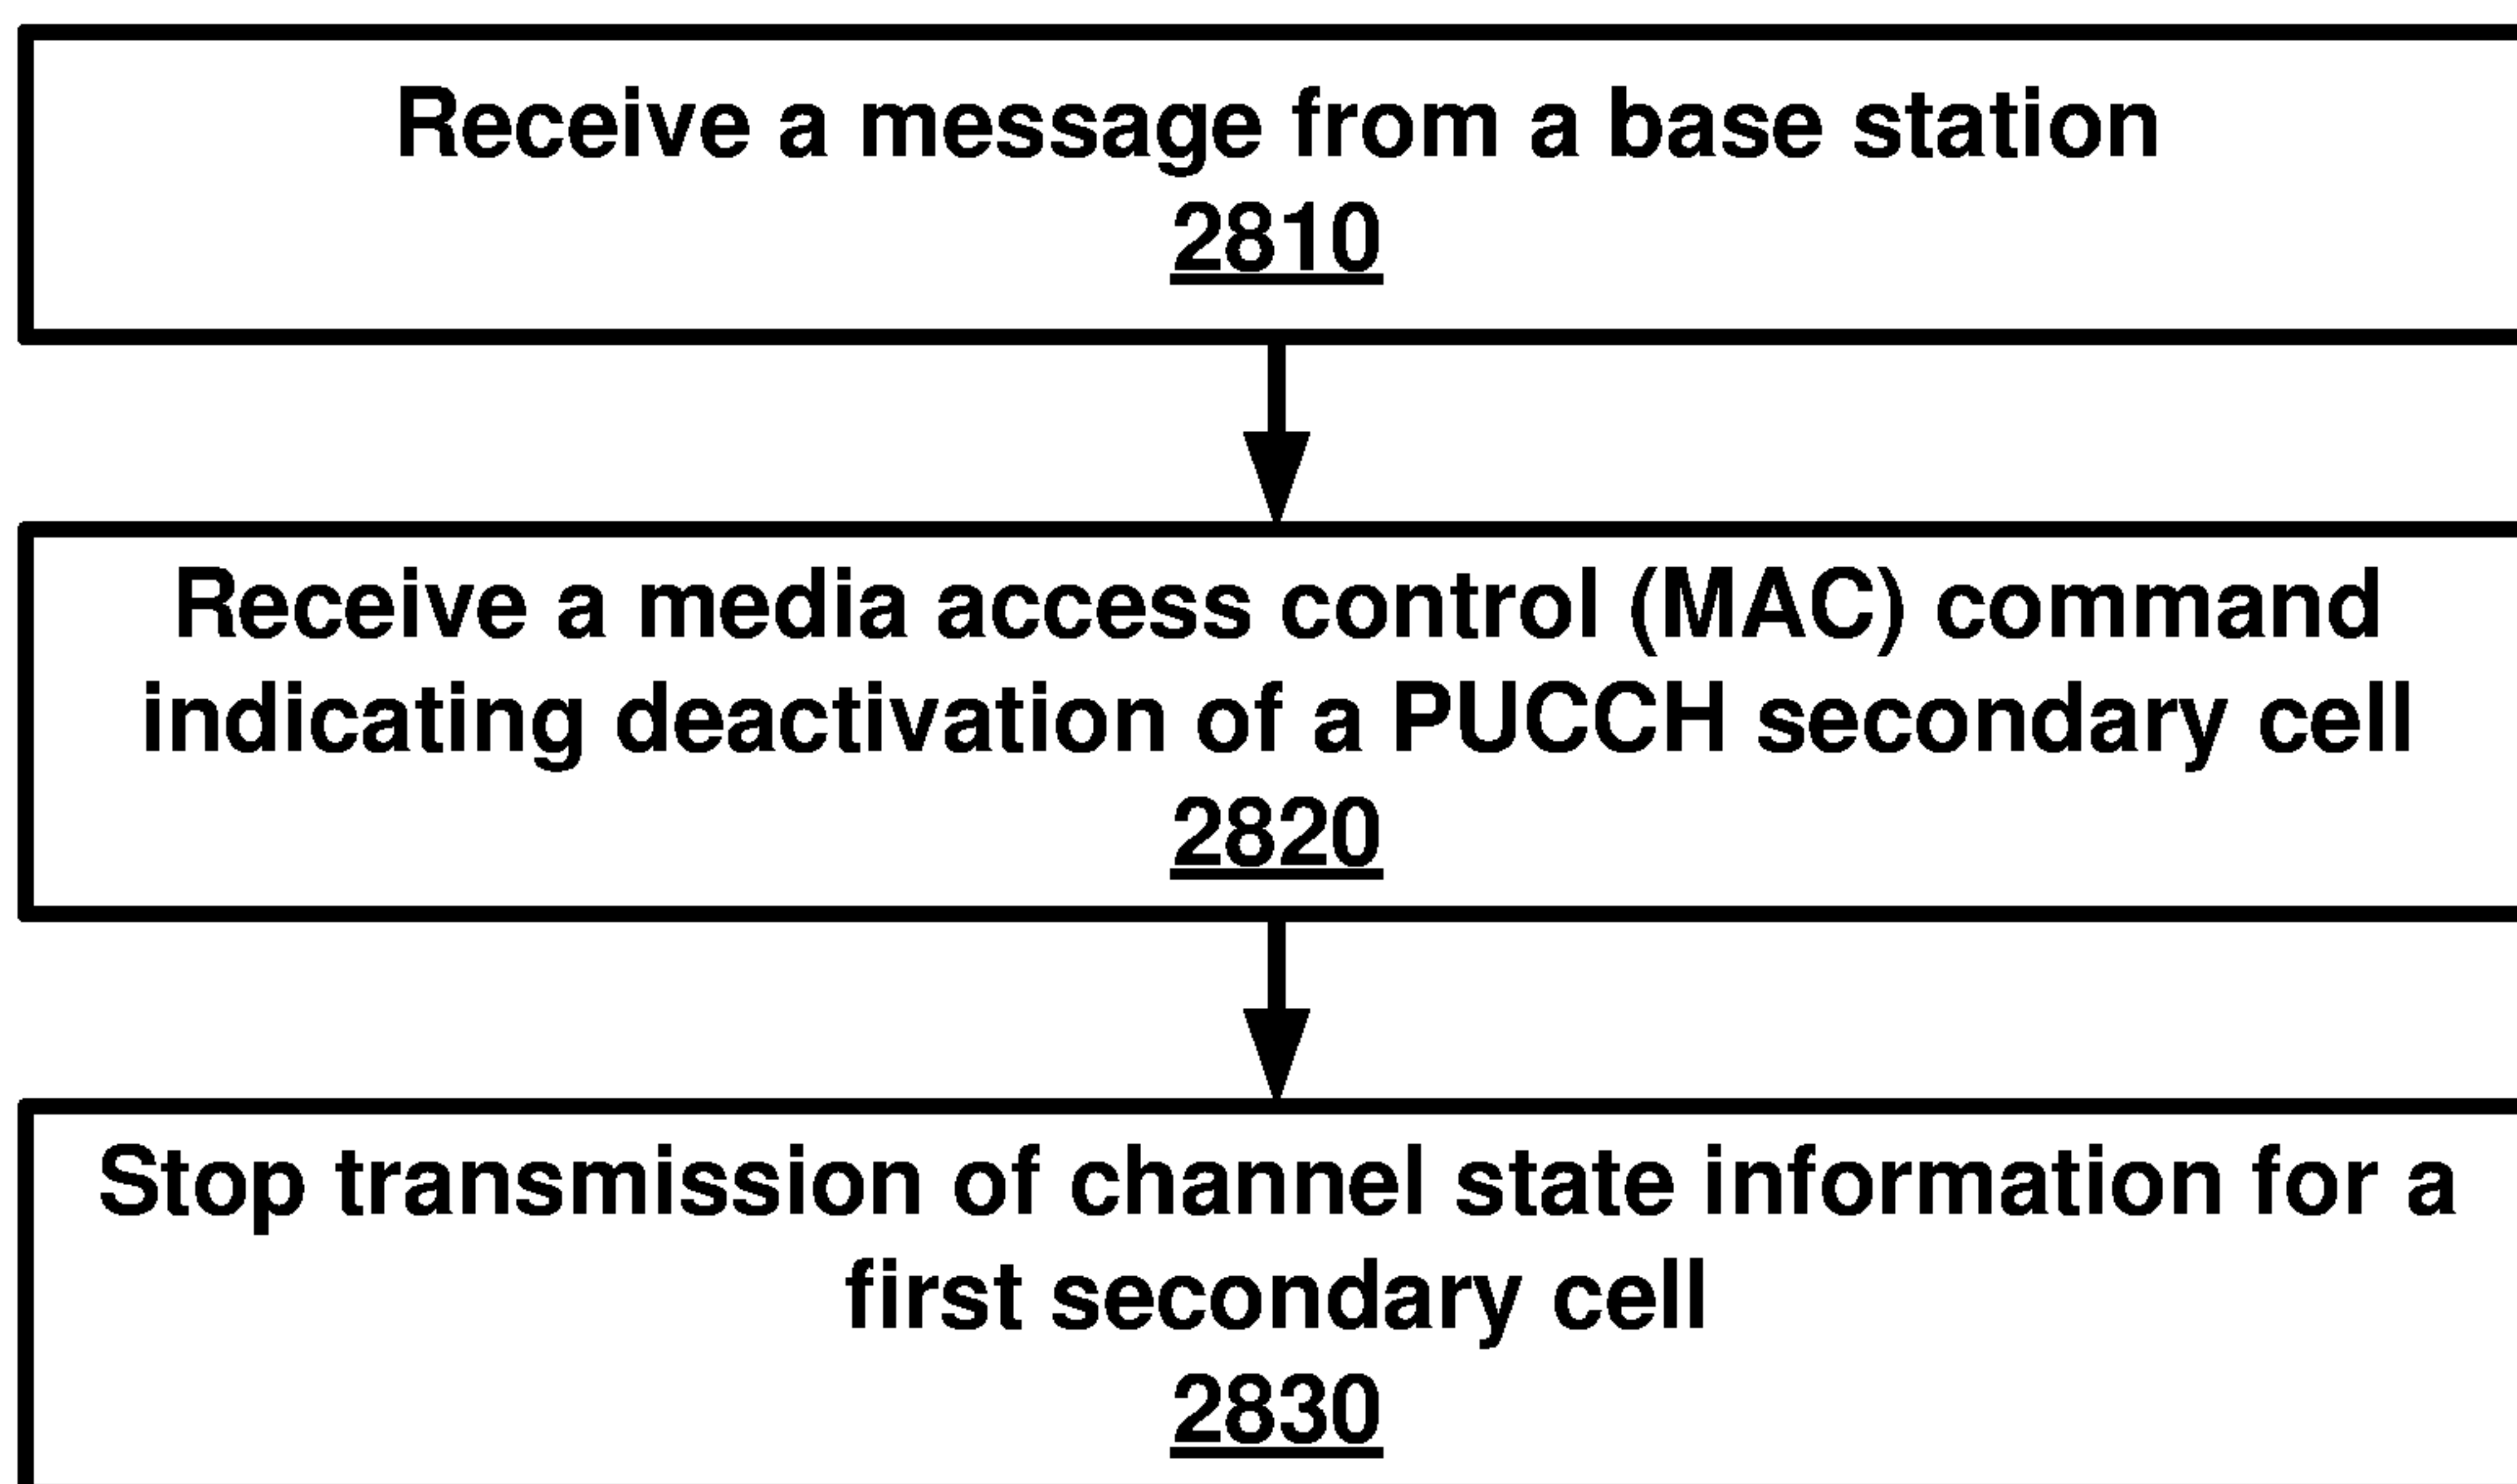 Receive a message from a base station
2810
Receive a media access control (MAC) command
indicating deactivation of a PUCCH secondary cell
2820
Stop transmission of channel state information for a
first secondary cell
2830